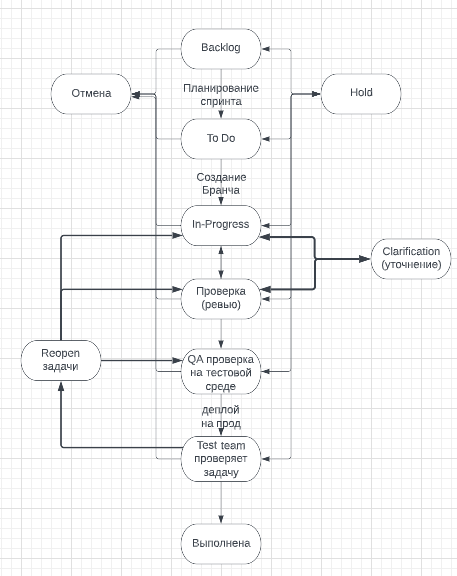 Backlog
Отмена
Hold
Планирование
спринта
To Do
Создание
Бранча
In-Progress
Clarification
(уточнение)
Проверка
(ревью)
Reopen
задачи
QA проверка
на тестовой
среде
деплой
на прод
Test team
проверяет
задачу
Выполнена